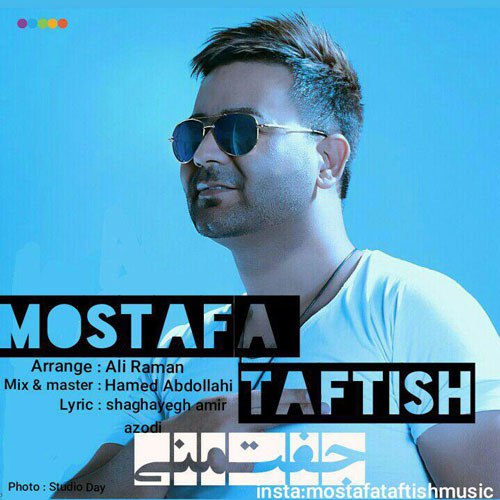 MOSTAFA
Arrange : Ali Raman
Mix & master : Hamed Abdollahi
TAFTISH
Lyric : shaghayegh amir
azodi
جفت منی
Photo : Studio Day
insta:mostafataftishmusic